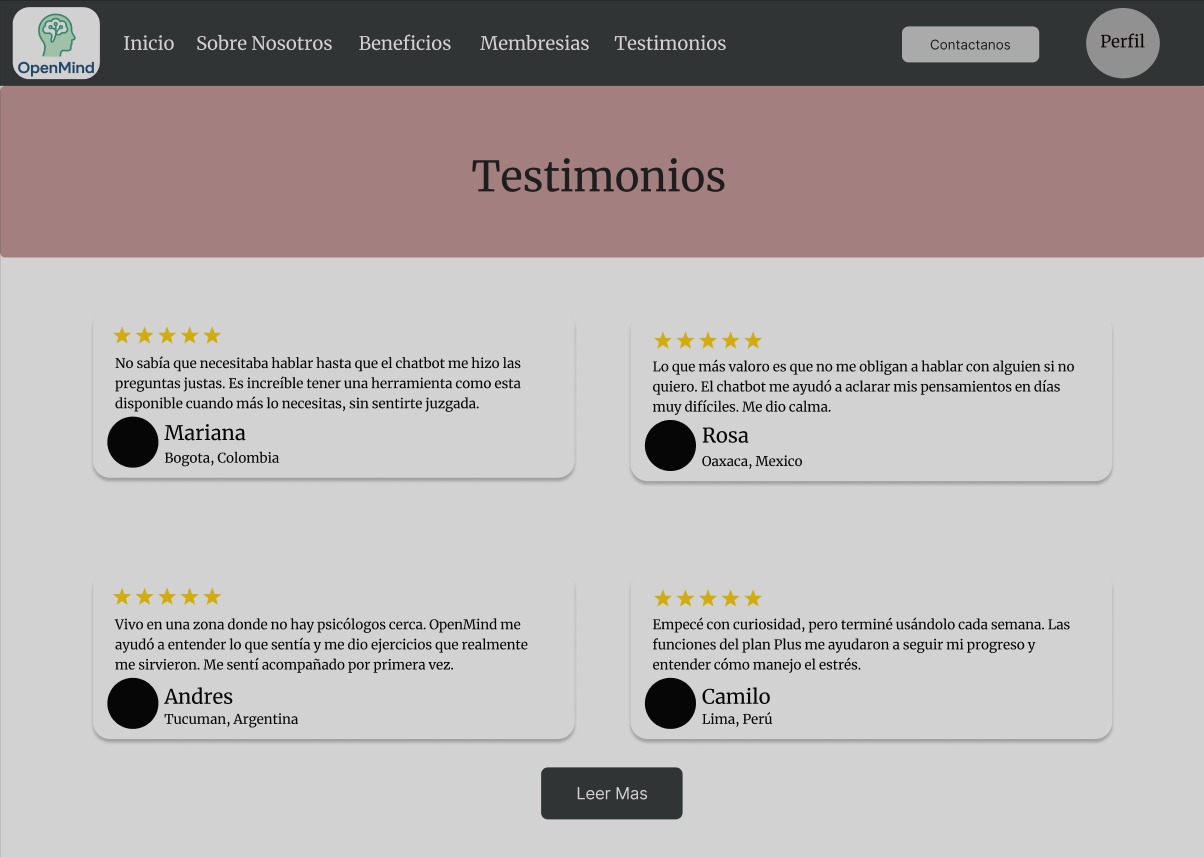 OpenMind
Inicio Sobre Nosotros Beneficios Membresias Testimonios Contactanos Perfil
Testimonios
No sabía que necesitaba hablar hasta que el chatbot me hizo las
preguntas justas. Es increíble tener una herramienta como esta
disponible cuando más lo necesitas, sin sentirte juzgada.
Mariana
Bogota, Colombia
Lo que más valoro es que no me obligan a hablar con alguien si no
quiero. El chatbot me ayudó a aclarar mis pensamientos en días
muy difíciles. Me dio calma.
Rosa
Oaxaca, Mexico
Vivo en una zona donde no hay psicólogos cerca. OpenMind me
ayudó a entender lo que sentía y me dio ejercicios que realmente
me sirvieron. Me sentí acompañado por primera vez.
Andres
Tucuman, Argentina
Empecé con curiosidad, pero terminé usándolo cada semana. Las
funciones del plan Plus me ayudaron a seguir mi progreso y
entender cómo manejo el estrés.
Camilo
Lima, Perú
Leer Mas